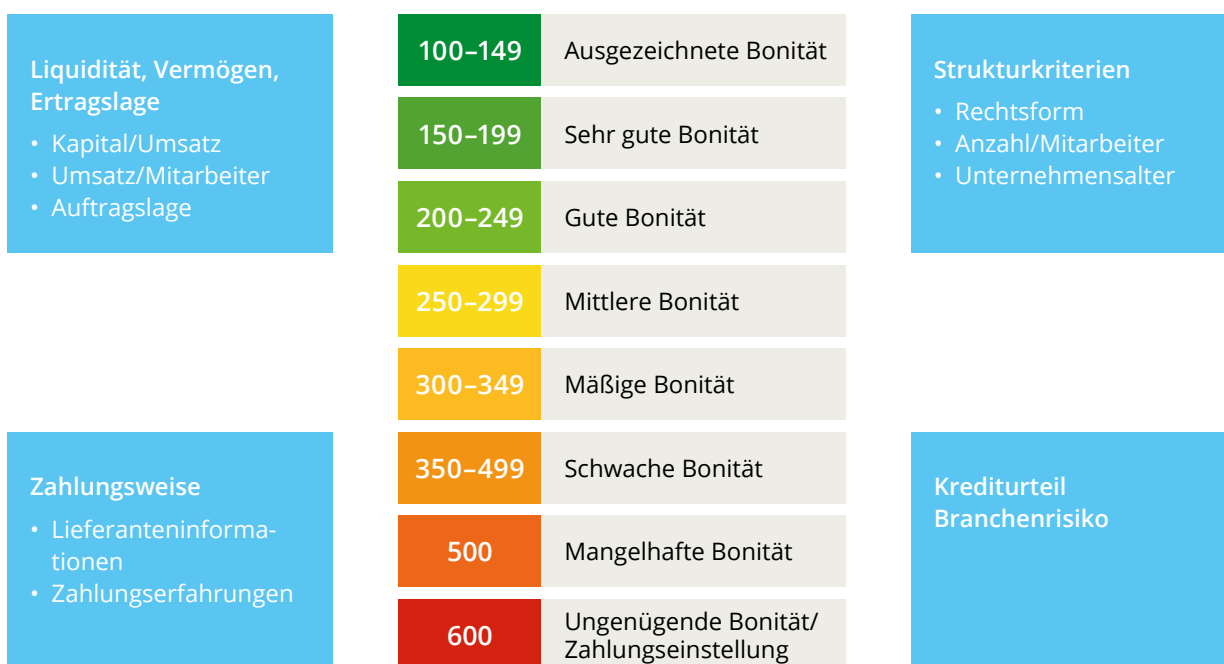 Liquidität, Vermögen,
Ertragslage
• Kapital/Umsatz
• Umsatz/Mitarbeiter
• Auftragslage
Zahlungsweise
• Lieferanteninforma-
tionen
• Zahlungserfahrungen
100–149 Ausgezeichnete Bonität
150–199 Sehr gute Bonität
200–249 Gute Bonität
250–299 Mittlere Bonität
300–349 Mäßige Bonität
350–499 Schwache Bonität
500 Mangelhafte Bonität
600 Ungenügende Bonität/
Zahlungseinstellung
Strukturkriterien
• Rechtsform
• Anzahl/Mitarbeiter
• Unternehmensalter
Krediturteil
Branchenrisiko